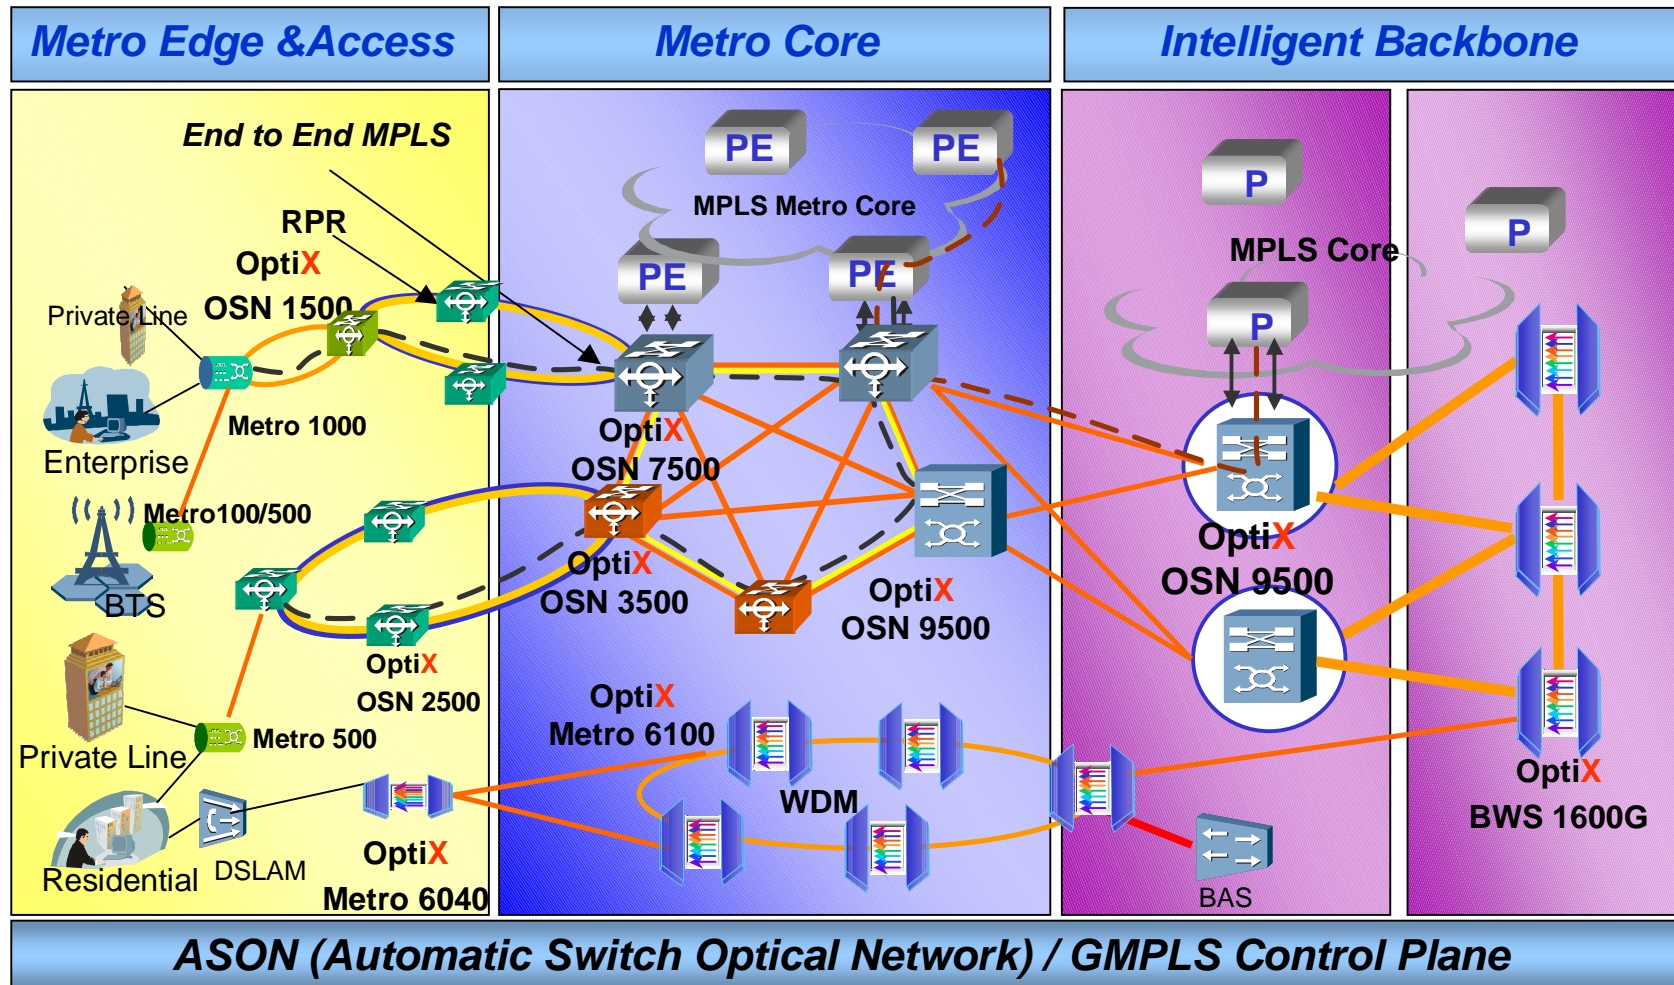 Metro Edge &Access
Metro Core
Intelligent Backbone
End to End MPLS
RPR
OptiX
OSN 1500
Private Line
Metro 1000
Enterprise
Metro100/500
BTS
OptiX
OSN 2500
Private Line
Metro 500
Residential
DSLAM
OptiX
Metro 6040
PE
PE
MPLS Metro Core
PE
PE
OptiX
OSN 7500
OptiX
OSN 3500
OptiX
OSN 9500
OptiX
Metro 6100
WDM
P
P
MPLS Core
P
OptiX
OSN 9500
BAS
OptiX
BWS 1600G
ASON (Automatic Switch Optical Network) / GMPLS Control Plane